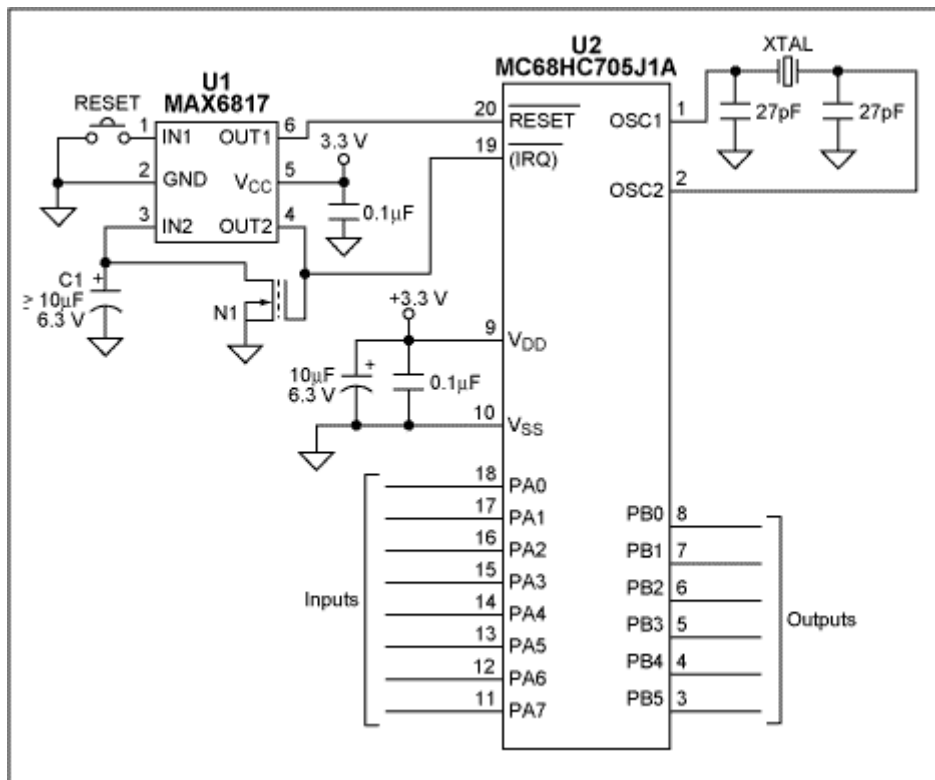 U2
MC68HC705J1A
XTAL
U1
MAX6817
RESET
1 IN1 OUT1 6
2 GND VCC 5
3 IN2 OUT2 4
3.3 V
0.1µF
C1 +
≥ 10µF
6.3 V
N1
20 RESET OSC1 1
19 (IRQ)
OSC2 2
27pF 27pF
+3.3 V
9 VDD
10µF +
6.3 V
0.1µF
10 VSS
Inputs
18 PA0
17 PA1
16 PA2
15 PA3
14 PA4
13 PA5
12 PA6
11 PA7
PB0 8
PB1 7
PB2 6
PB3 5
PB4 4
PB5 3
Outputs